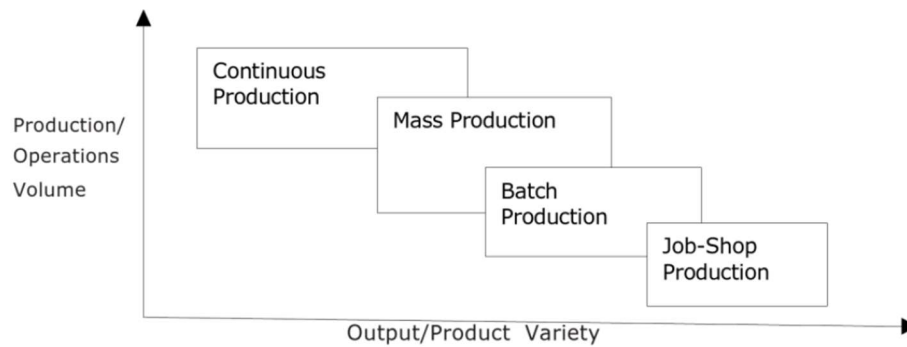 Continuous
Production
Mass Production
Production/
Operations
Volume
Batch
Production
Job-Shop
Production
Output/Product Variety